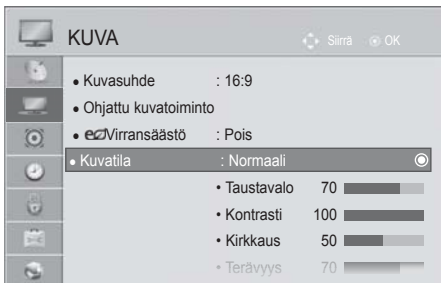 KUVA
Siirrä OK
• Kuvasuhde : 16:9
• Ohjattu kuvatoiminto
• eco Virransäästö : Pois
• Kuvatila : Normaali
• Taustavalo 70
• Kontrasti 100
• Kirkkaus 50
• Terävyys 70